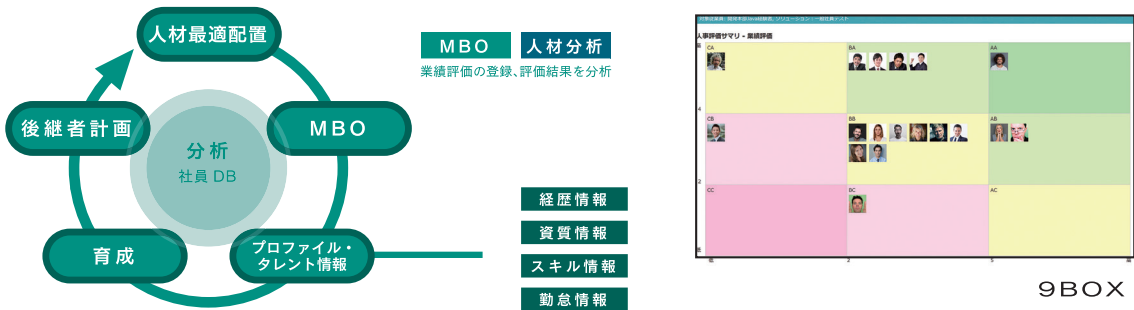 人材最適配置
MBO
プロファイル・
タレント情報
育成
後継者計画
分析
社員 DB
MBO 人材分析
業績評価の登録、評価結果を分析
経歴情報
資質情報
スキル情報
勤怠情報
人事評価サマリ - 業績評価
CA BA AA
4
CB BB AB
2
CC BC AC
9BOX